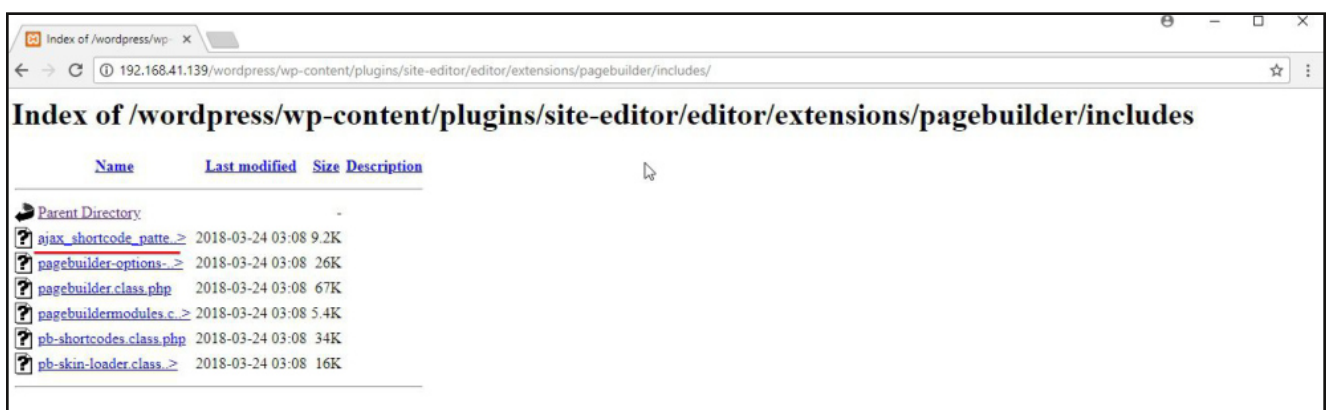 Index of /wordpress/wp-
192.168.41.139/wordpress/wp-content/plugins/site-editor/editor/extensions/pagebuilder/includes/
Index of /wordpress/wp-content/plugins/site-editor/editor/extensions/pagebuilder/includes
Name Last modified Size Description
Parent Directory -
ajax_shortcode_patte..> 2018-03-24 03:08 9.2K
pagebuilder-options-..> 2018-03-24 03:08 26K
pagebuilder.class.php 2018-03-24 03:08 67K
pagebuildermodules.c..> 2018-03-24 03:08 5.4K
pb-shortcodes.class.php 2018-03-24 03:08 34K
pb-skin-loader.class..> 2018-03-24 03:08 16K